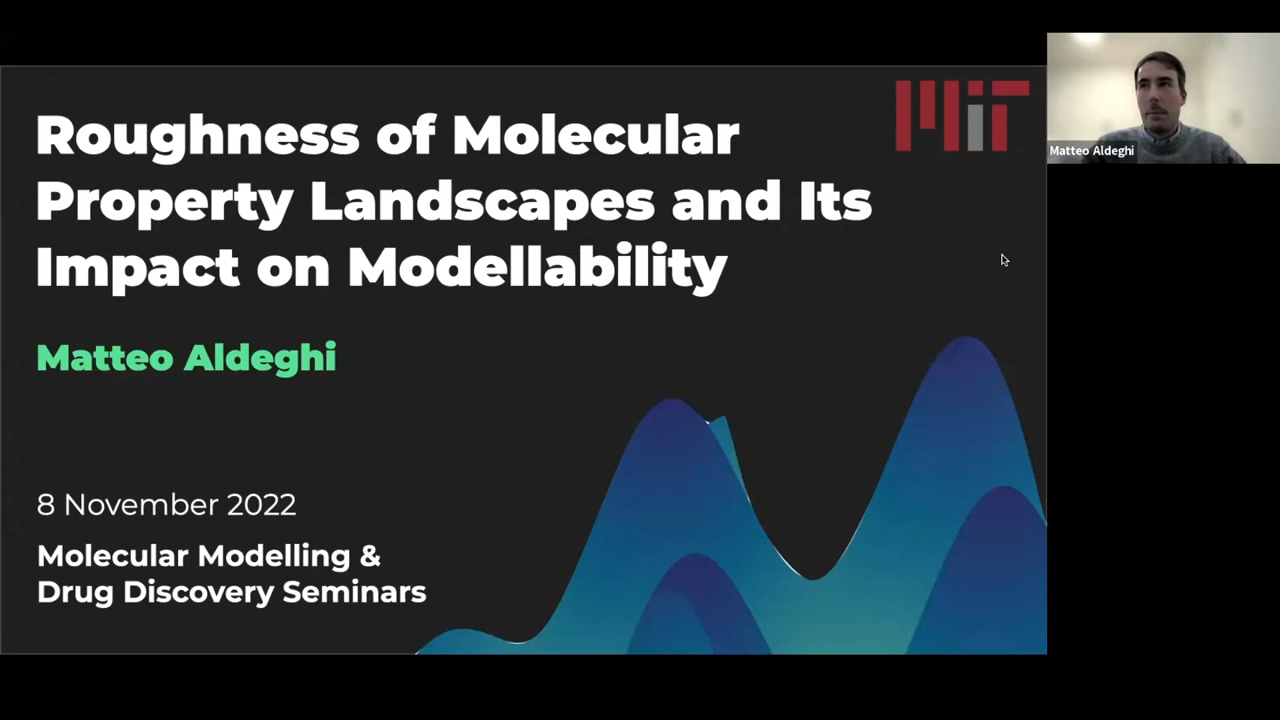 MIT
Roughness of Molecular
Property Landscapes and Its
Impact on Modellability
Matteo Aldeghi
8 November 2022
Molecular Modelling &
Drug Discovery Seminars
Matteo Aldeghi